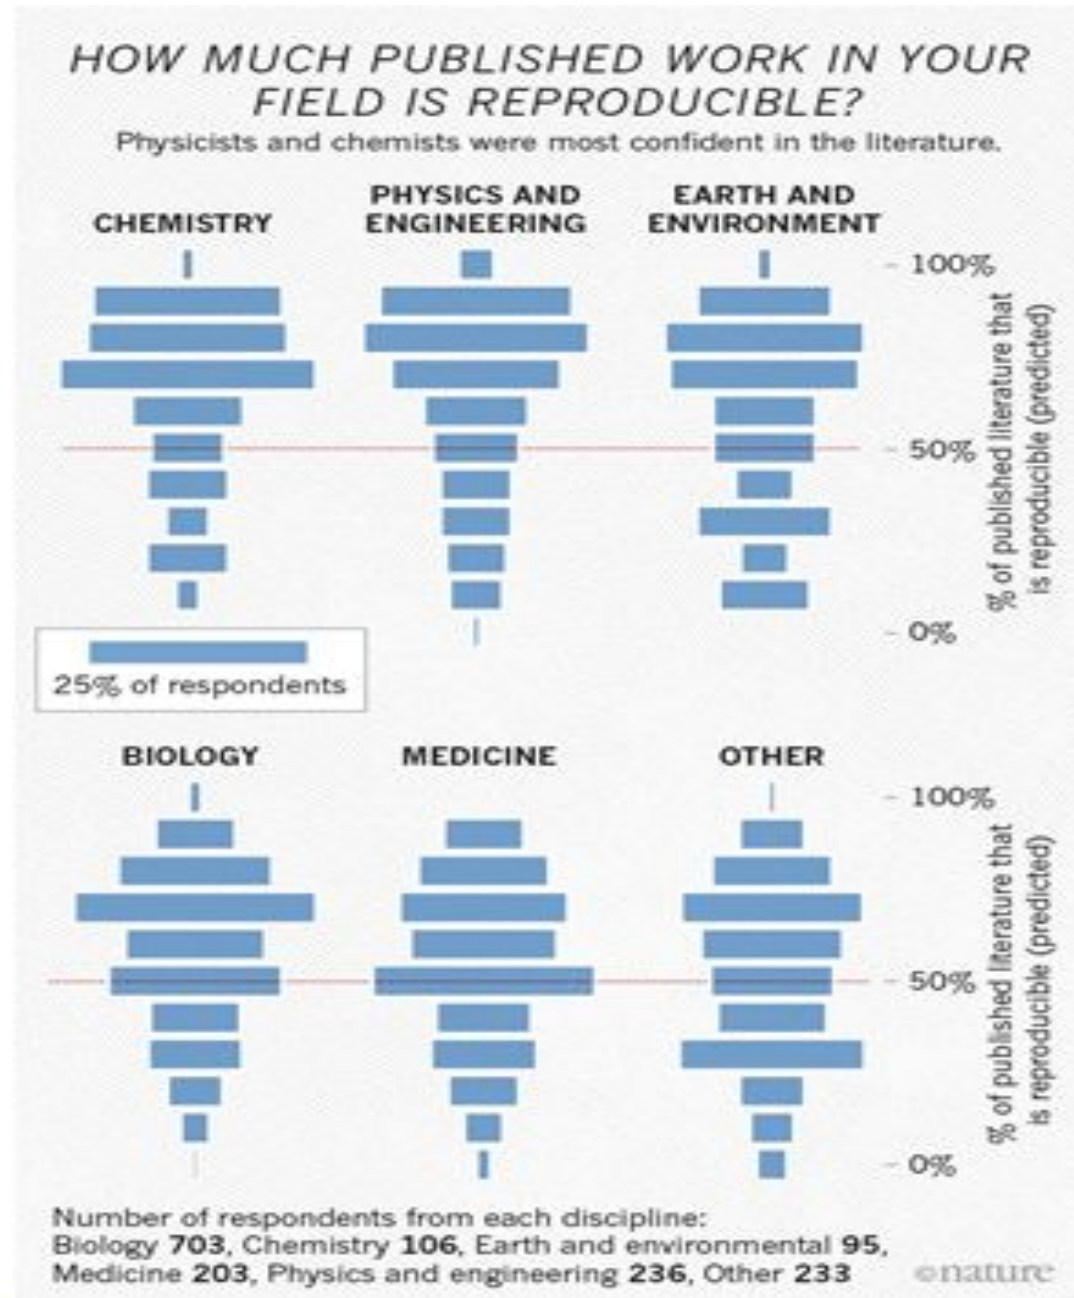 HOW MUCH PUBLISHED WORK IN YOUR
FIELD IS REPRODUCIBLE?
Physicists and chemists were most confident in the literature.
CHEMISTRY
PHYSICS AND
ENGINEERING
EARTH AND
ENVIRONMENT
100%
50%
0%
% of published literature that
is reproducible (predicted)
25% of respondents
BIOLOGY
MEDICINE
OTHER
100%
50%
0%
% of published literature that
is reproducible (predicted)
Number of respondents from each discipline:
Biology 703, Chemistry 106, Earth and environmental 95,
Medicine 203, Physics and engineering 236, Other 233
©nature